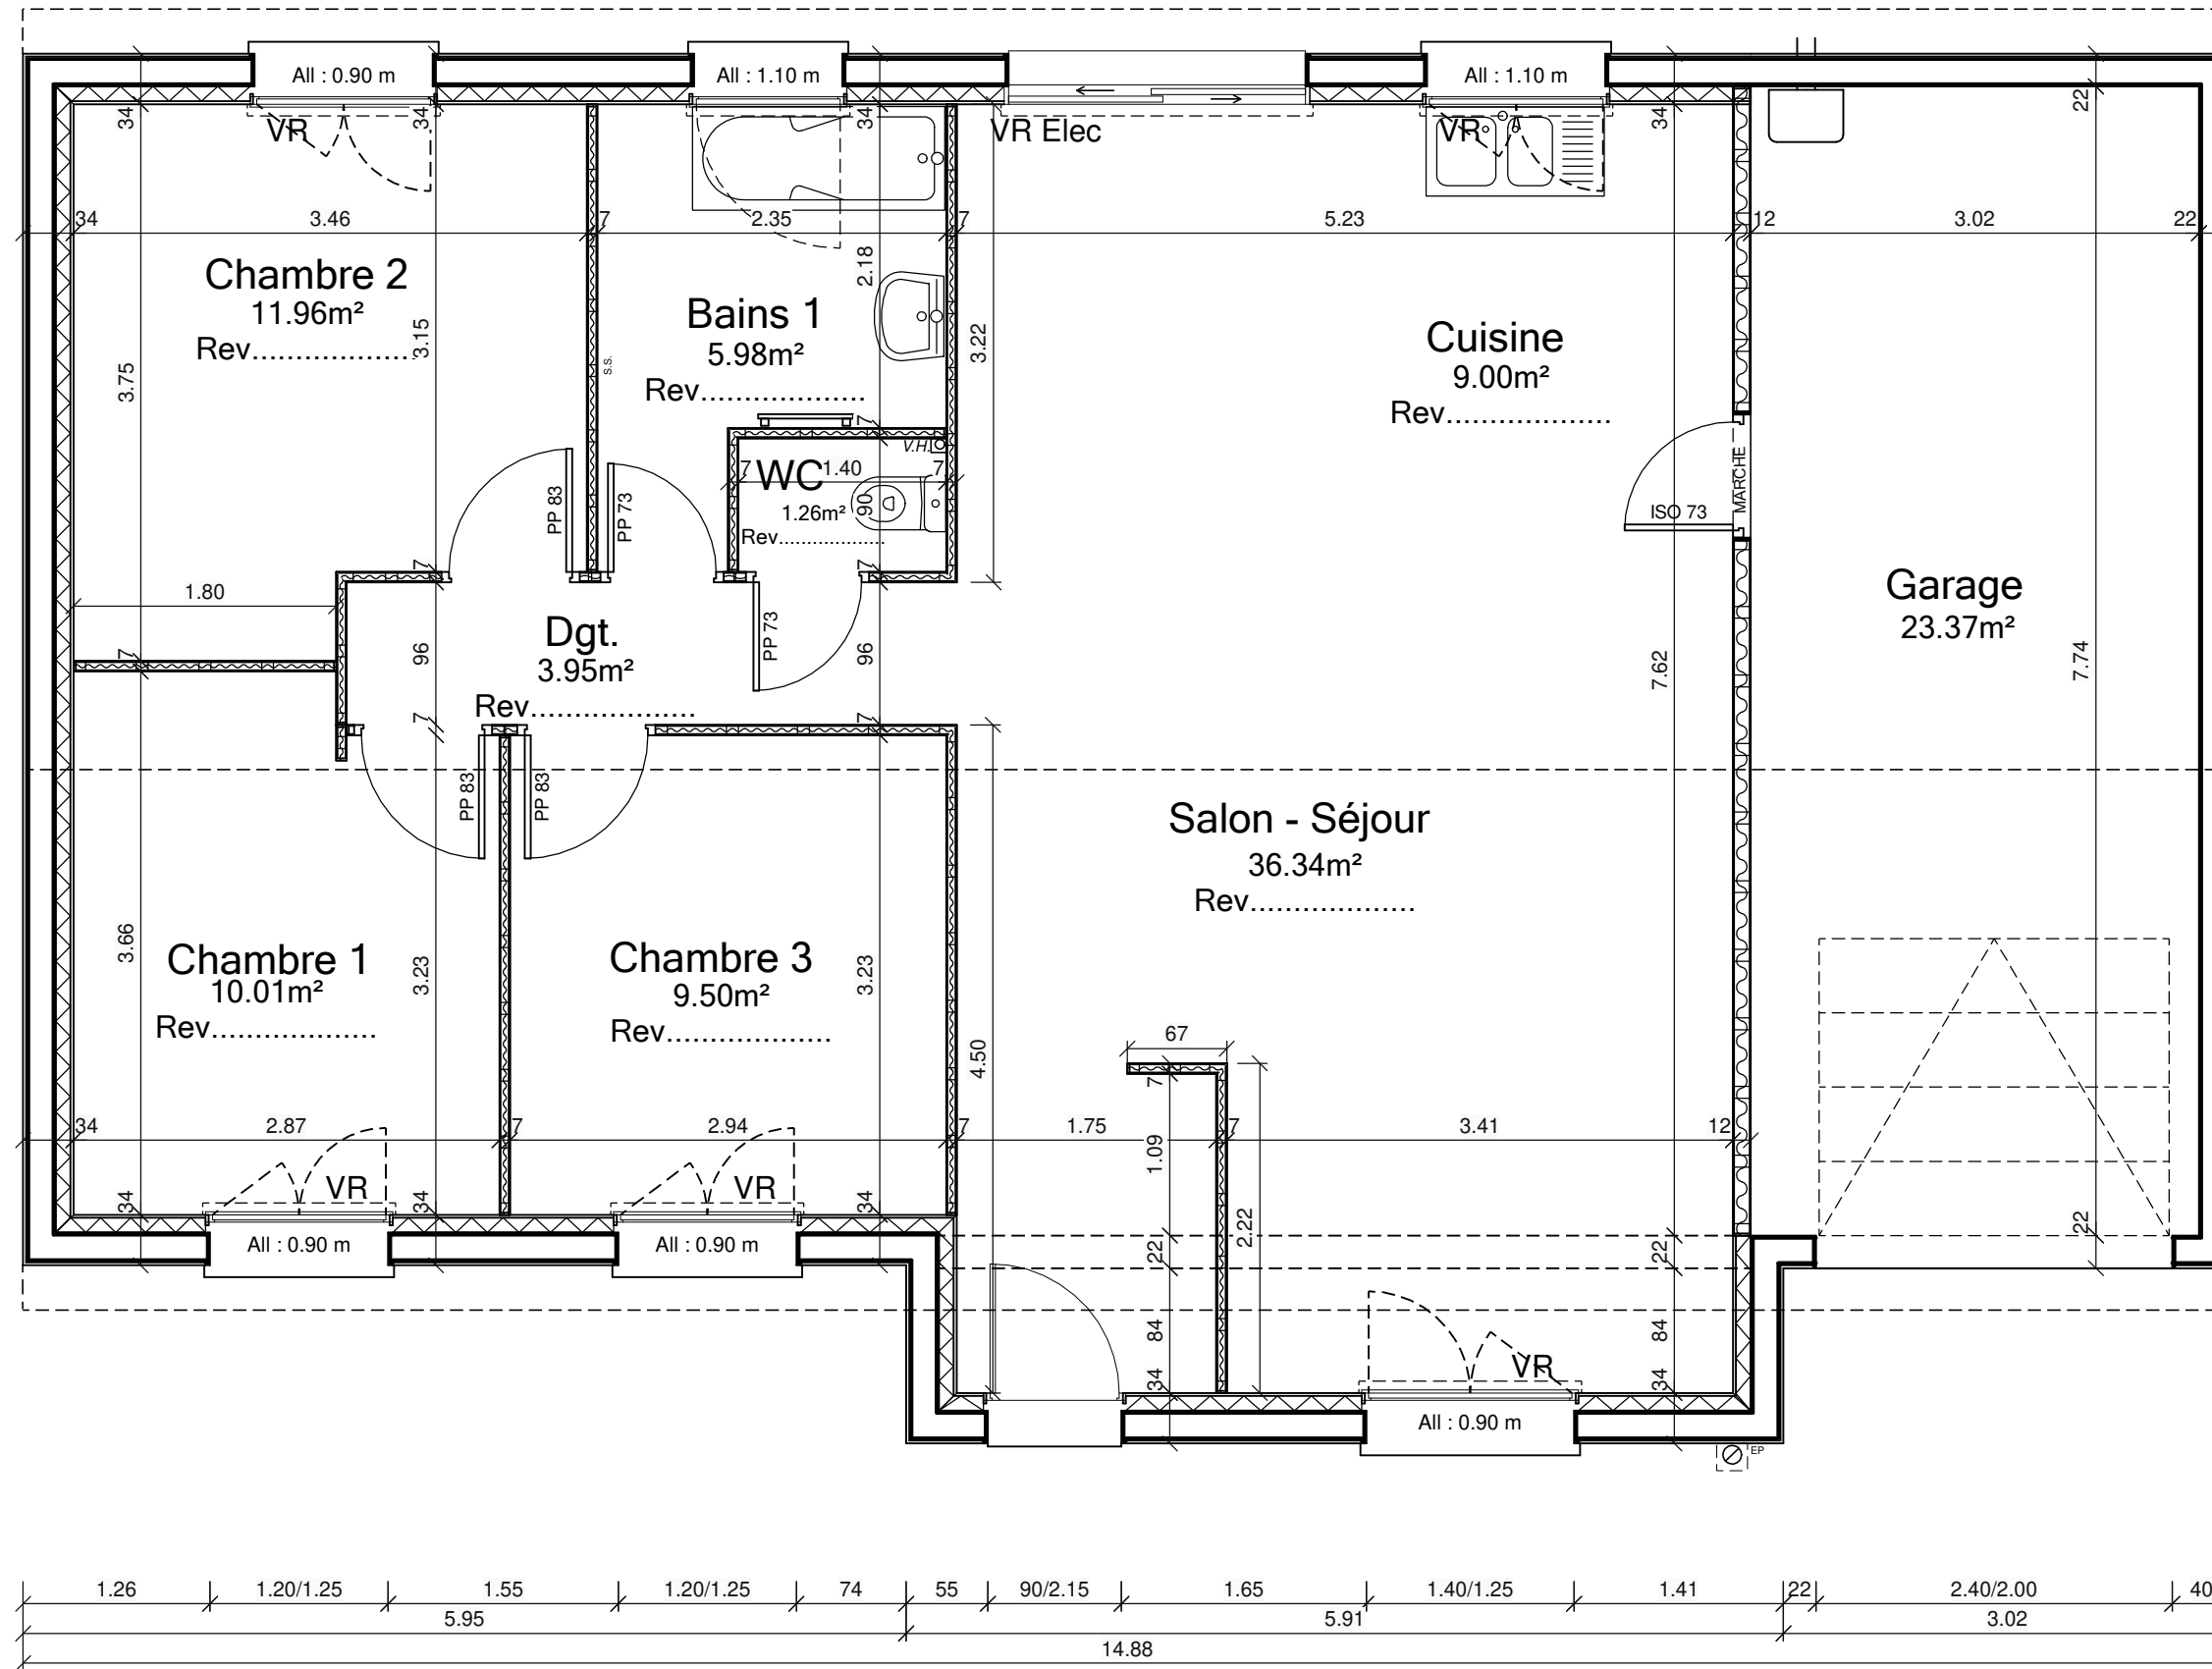 All : 0.90 m
All : 1.10 m
All : 1.10 m
34
34
34
34
22
VR
VR Elec
VR
34
3.46
7
2.35
7
5.23
12
3.02
22
Chambre 2
11.96m²
Rev...................
3.75
3.15
s.s.
Bains 1
5.98m²
Rev...................
2.18
3.22
Cuisine
9.00m²
Rev...................
7
V.H.
7
WC
1.40
7
1.26m²
90
Rev...................
PP 83
PP 73
ISO 73
MARCHE
7
7
1.80
7
96
Dgt.
3.95m²
Rev...................
PP 73
96
7
7
7.62
Garage
23.37m²
7.74
PP 83
PP 83
Salon - Séjour
36.34m²
Rev...................
3.66
Chambre 1
10.01m²
Rev...................
3.23
Chambre 3
9.50m²
Rev...................
3.23
4.50
67
7
34
2.87
7
2.94
7
1.75
7
3.41
12
1.09
2.22
VR
VR
34
34
34
22
22
22
All : 0.90 m
All : 0.90 m
84
84
34
34
VR
All : 0.90 m
EP
1.26
1.20/1.25
1.55
1.20/1.25
74
55
90/2.15
1.65
1.40/1.25
1.41
22
2.40/2.00
40
5.95
5.91
3.02
14.88